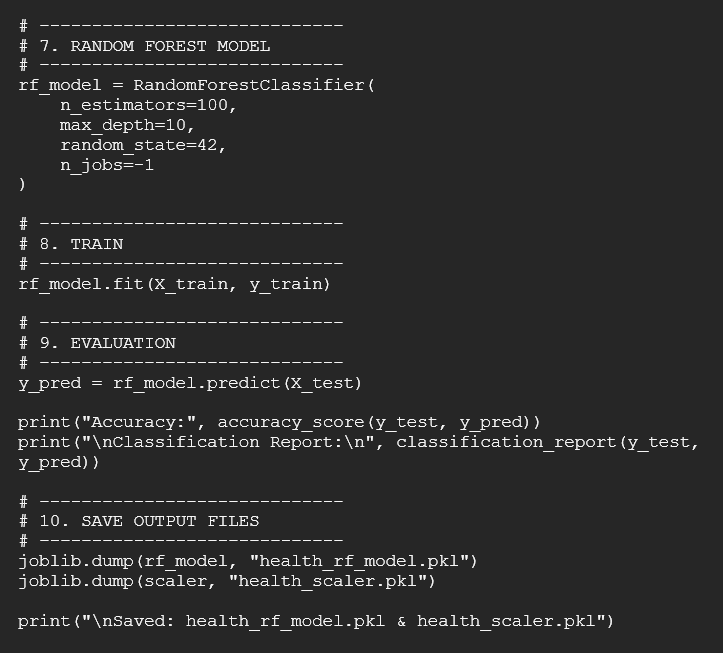 # -----------------------------
# 7. RANDOM FOREST MODEL
# -----------------------------
rf_model = RandomForestClassifier(
    n_estimators=100,
    max_depth=10,
    random_state=42,
    n_jobs=-1
)
# -----------------------------
# 8. TRAIN
# -----------------------------
rf_model.fit(X_train, y_train)
# -----------------------------
# 9. EVALUATION
# -----------------------------
y_pred = rf_model.predict(X_test)
print("Accuracy:", accuracy_score(y_test, y_pred))
print("\nClassification Report:\n", classification_report(y_test,
y_pred))
# -----------------------------
# 10. SAVE OUTPUT FILES
# -----------------------------
joblib.dump(rf_model, "health_rf_model.pkl")
joblib.dump(scaler, "health_scaler.pkl")
print("\nSaved: health_rf_model.pkl & health_scaler.pkl")